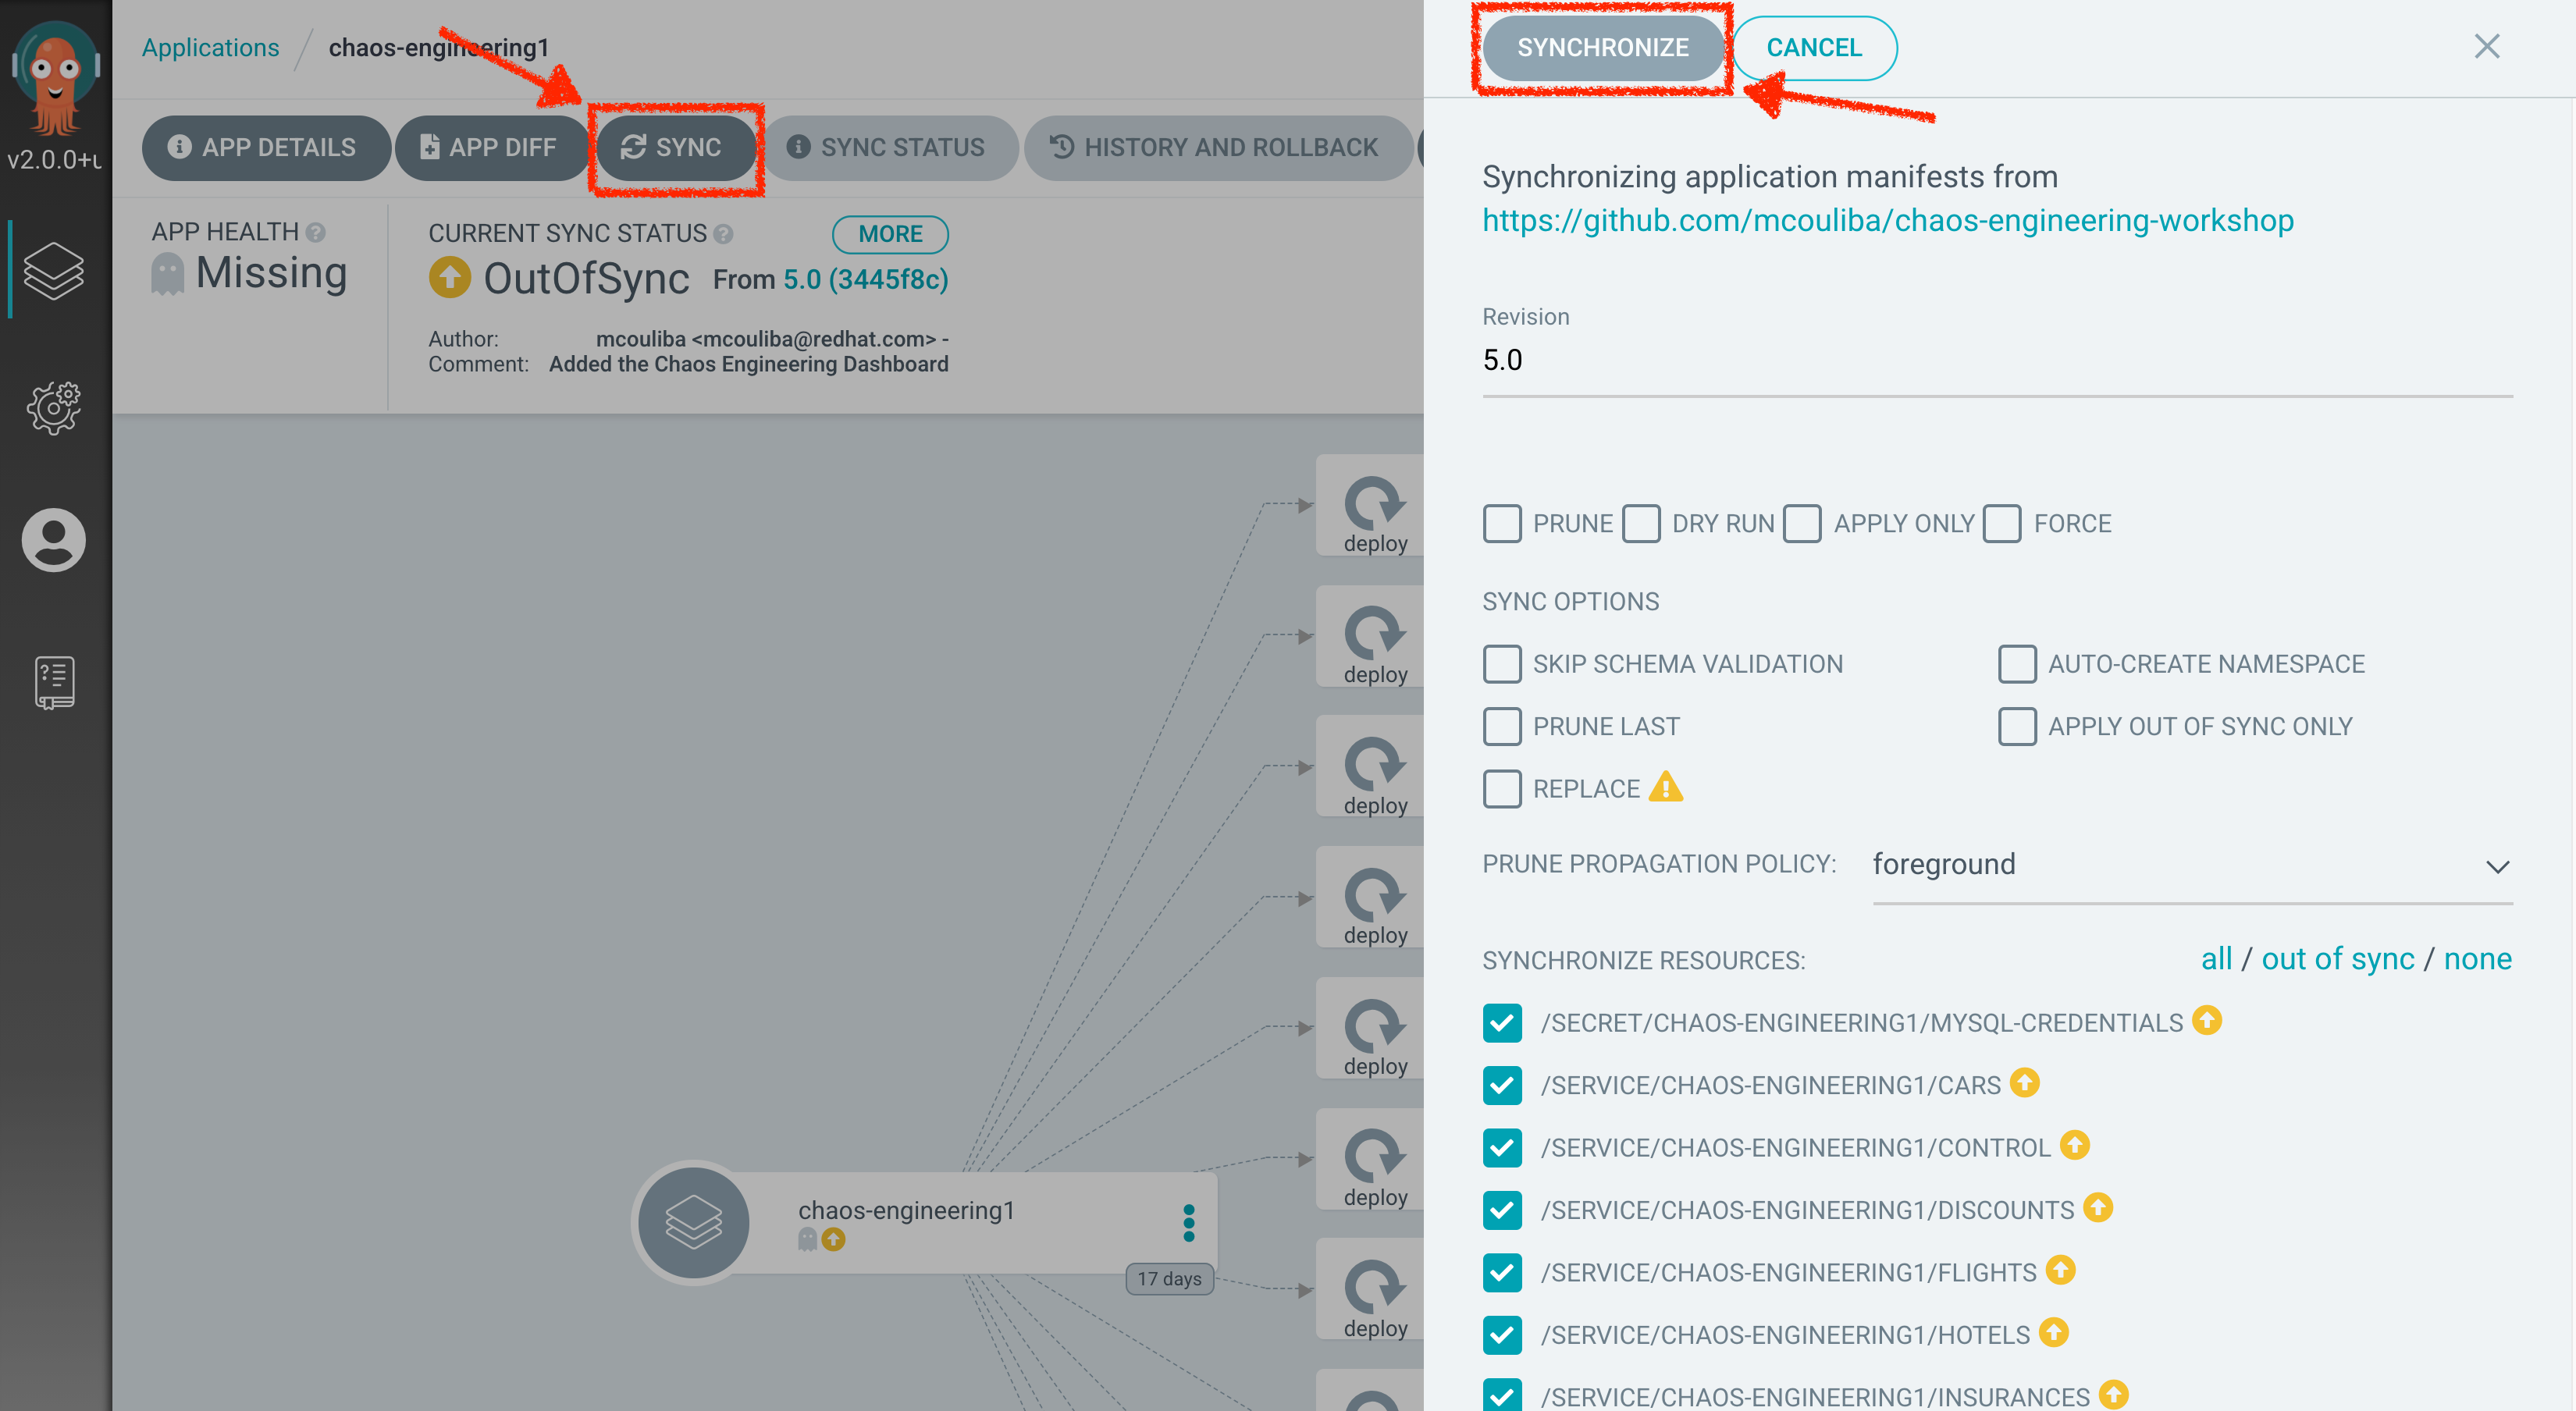 Applications / chaos-engineering1
v2.0.0+u
APP DETAILS
APP DIFF
SYNC
SYNC STATUS
HISTORY AND ROLLBACK
APP HEALTH
Missing
CURRENT SYNC STATUS
MORE
OutOfSync From 5.0 (3445f8c)
Author: mcouliba <mcouliba@redhat.com> -
Comment: Added the Chaos Engineering Dashboard
deploy
deploy
deploy
deploy
deploy
deploy
deploy
chaos-engineering1
17 days
SYNCHRONIZE
CANCEL
Synchronizing application manifests from
https://github.com/mcouliba/chaos-engineering-workshop
Revision
5.0
PRUNE DRY RUN APPLY ONLY FORCE
SYNC OPTIONS
SKIP SCHEMA VALIDATION AUTO-CREATE NAMESPACE
PRUNE LAST APPLY OUT OF SYNC ONLY
REPLACE
PRUNE PROPAGATION POLICY: foreground
SYNCHRONIZE RESOURCES: all / out of sync / none
/SECRET/CHAOS-ENGINEERING1/MYSQL-CREDENTIALS
/SERVICE/CHAOS-ENGINEERING1/CARS
/SERVICE/CHAOS-ENGINEERING1/CONTROL
/SERVICE/CHAOS-ENGINEERING1/DISCOUNTS
/SERVICE/CHAOS-ENGINEERING1/FLIGHTS
/SERVICE/CHAOS-ENGINEERING1/HOTELS
/SERVICE/CHAOS-ENGINEERING1/INSURANCES